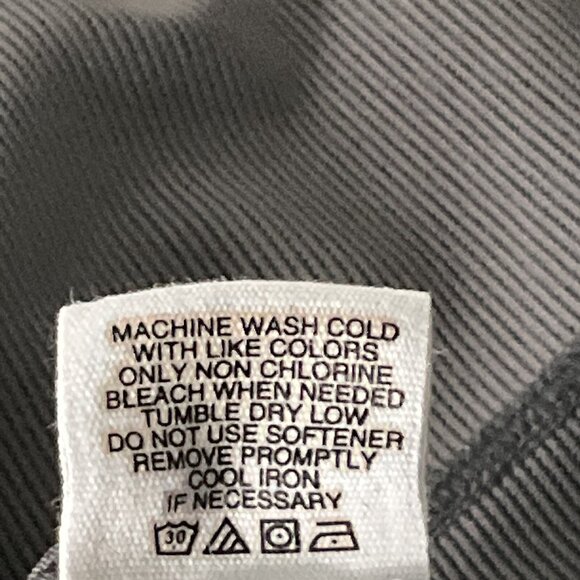 MACHINE WASH COLD
WITH LIKE COLORS
ONLY NON CHLORINE
BLEACH WHEN NEEDED
TUMBLE DRY LOW
DO NOT USE SOFTENER
REMOVE PROMPTLY
COOL IRON
IF NECESSARY
30